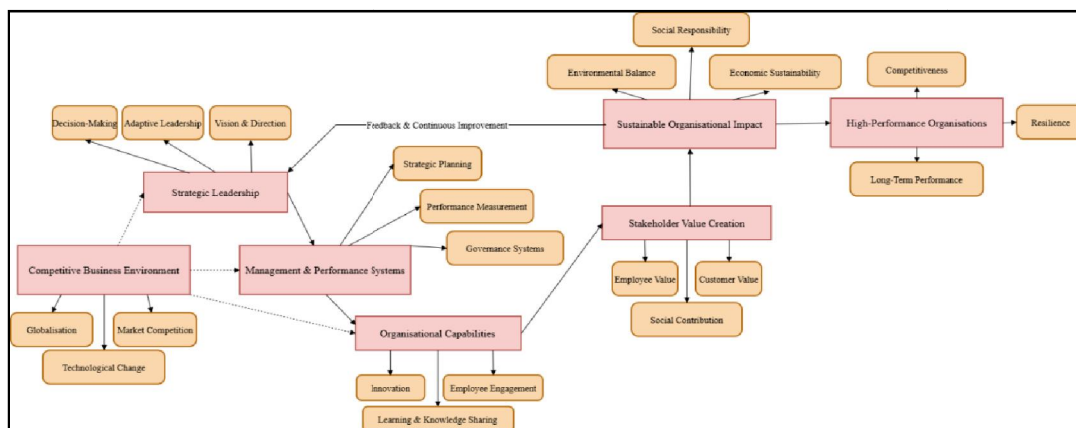 Social Responsibility
Environmental Balance
Economic Sustainability
Competitiveness
Decision-Making
Adaptive Leadership
Vision & Direction
Feedback & Continuous Improvement
Sustainable Organisational Impact
High-Performance Organisations
Resilience
Strategic Planning
Long-Term Performance
Strategic Leadership
Performance Measurement
Stakeholder Value Creation
Governance Systems
Competitive Business Environment
Management & Performance Systems
Employee Value
Customer Value
Globalisation
Market Competition
Organisational Capabilities
Social Contribution
Technological Change
Innovation
Employee Engagement
Learning & Knowledge Sharing